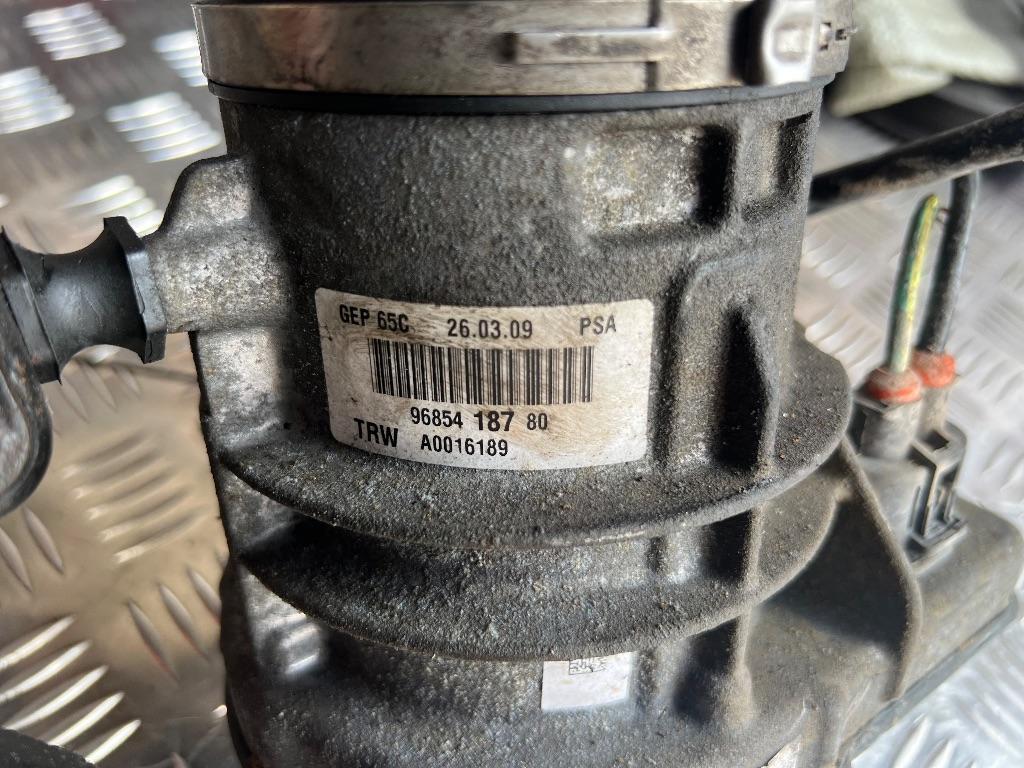 GEP 65C 26.03.09 PSA
96854 187 80
TRW A0016189